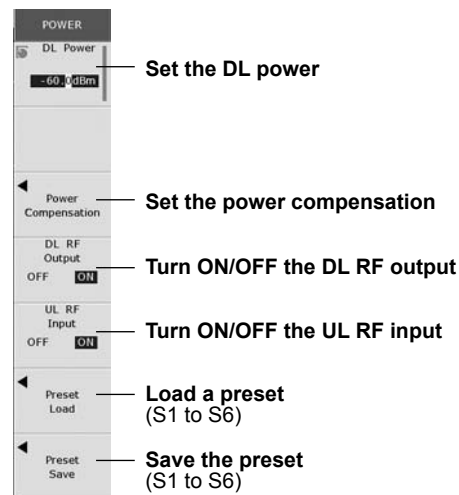 POWER
DL Power
-60.0dBm
Set the DL power
Power
Compensation
Set the power compensation
DL RF
Output
OFF ON
Turn ON/OFF the DL RF output
UL RF
Input
OFF ON
Turn ON/OFF the UL RF input
Preset
Load
Load a preset
(S1 to S6)
Preset
Save
Save the preset
(S1 to S6)